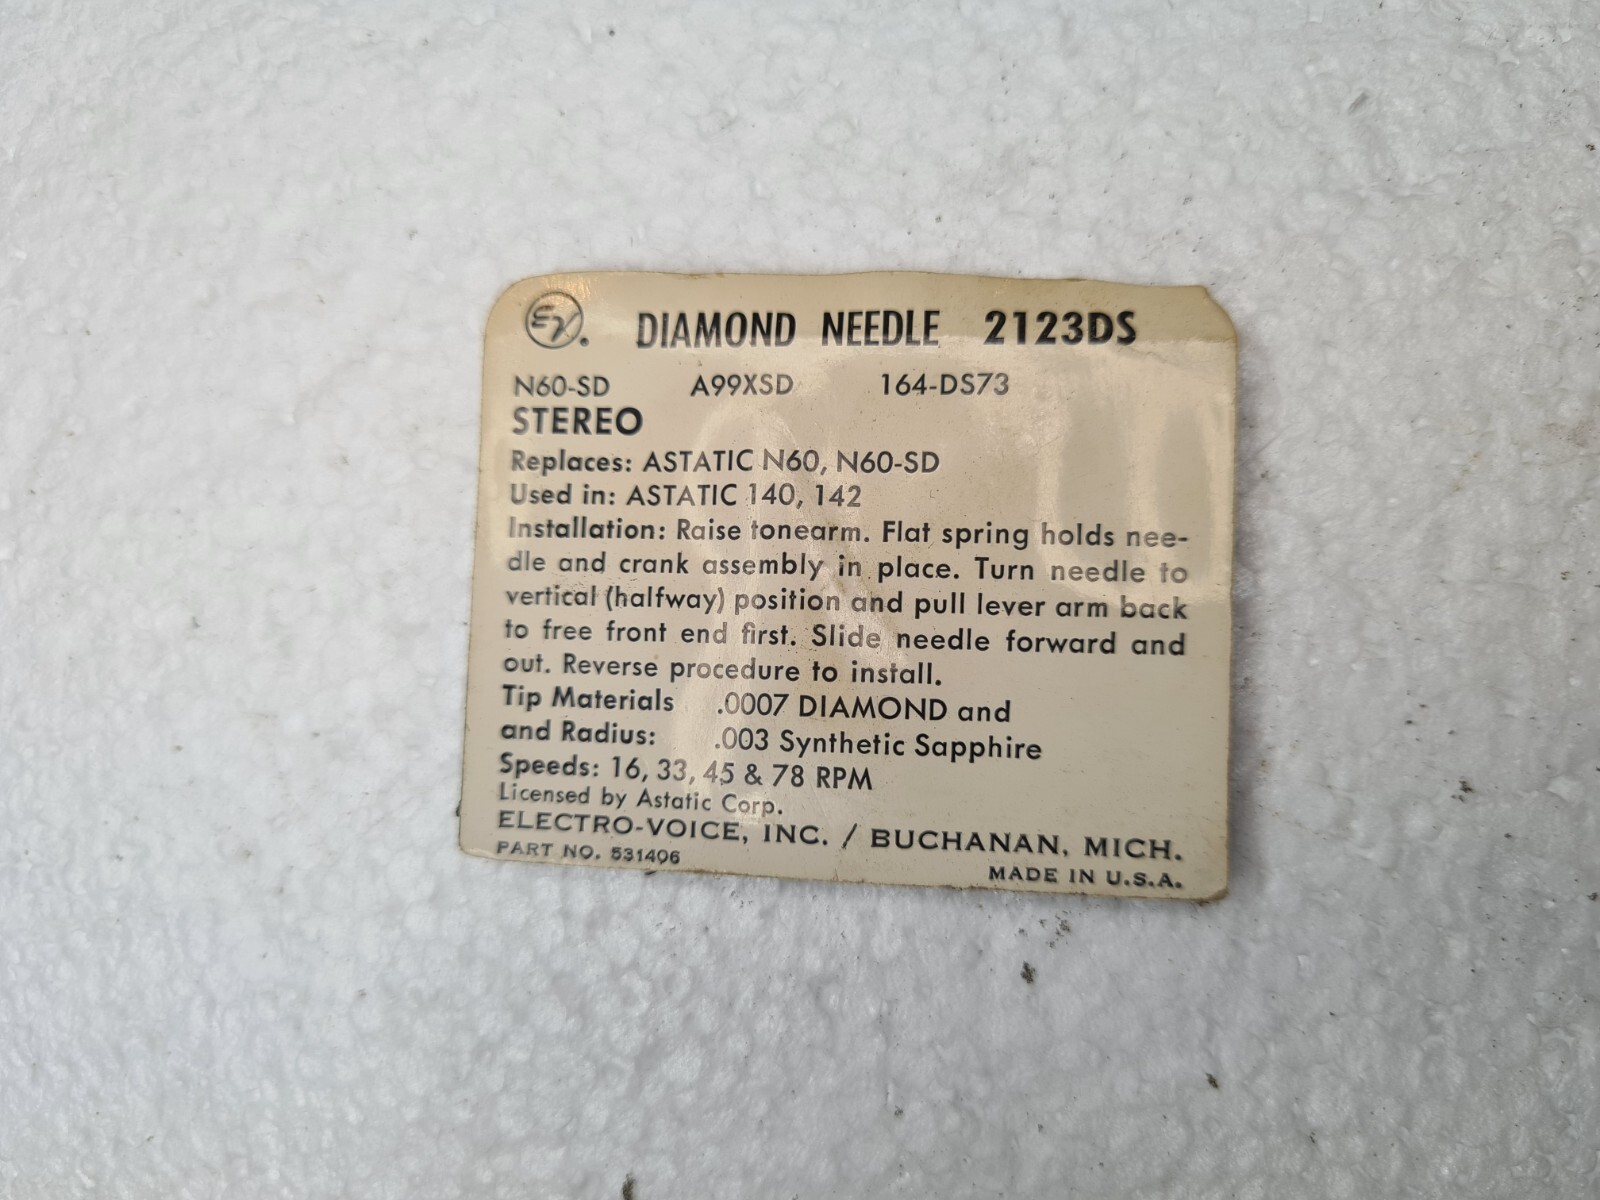 EV. DIAMOND NEEDLE 2123DS
N60-SD A99XSD 164-DS73
STEREO
Replaces: ASTATIC N60, N60-SD
Used in: ASTATIC 140, 142
Installation: Raise tonearm. Flat spring holds nee-
dle and crank assembly in place. Turn needle to
vertical (halfway) position and pull lever arm back
to free front end first. Slide needle forward and
out. Reverse procedure to install.
Tip Materials .0007 DIAMOND and
and Radius: .003 Synthetic Sapphire
Speeds: 16, 33, 45 & 78 RPM
Licensed by Astatic Corp.
ELECTRO-VOICE, INC. / BUCHANAN, MICH.
PART NO. 531406
MADE IN U.S.A.